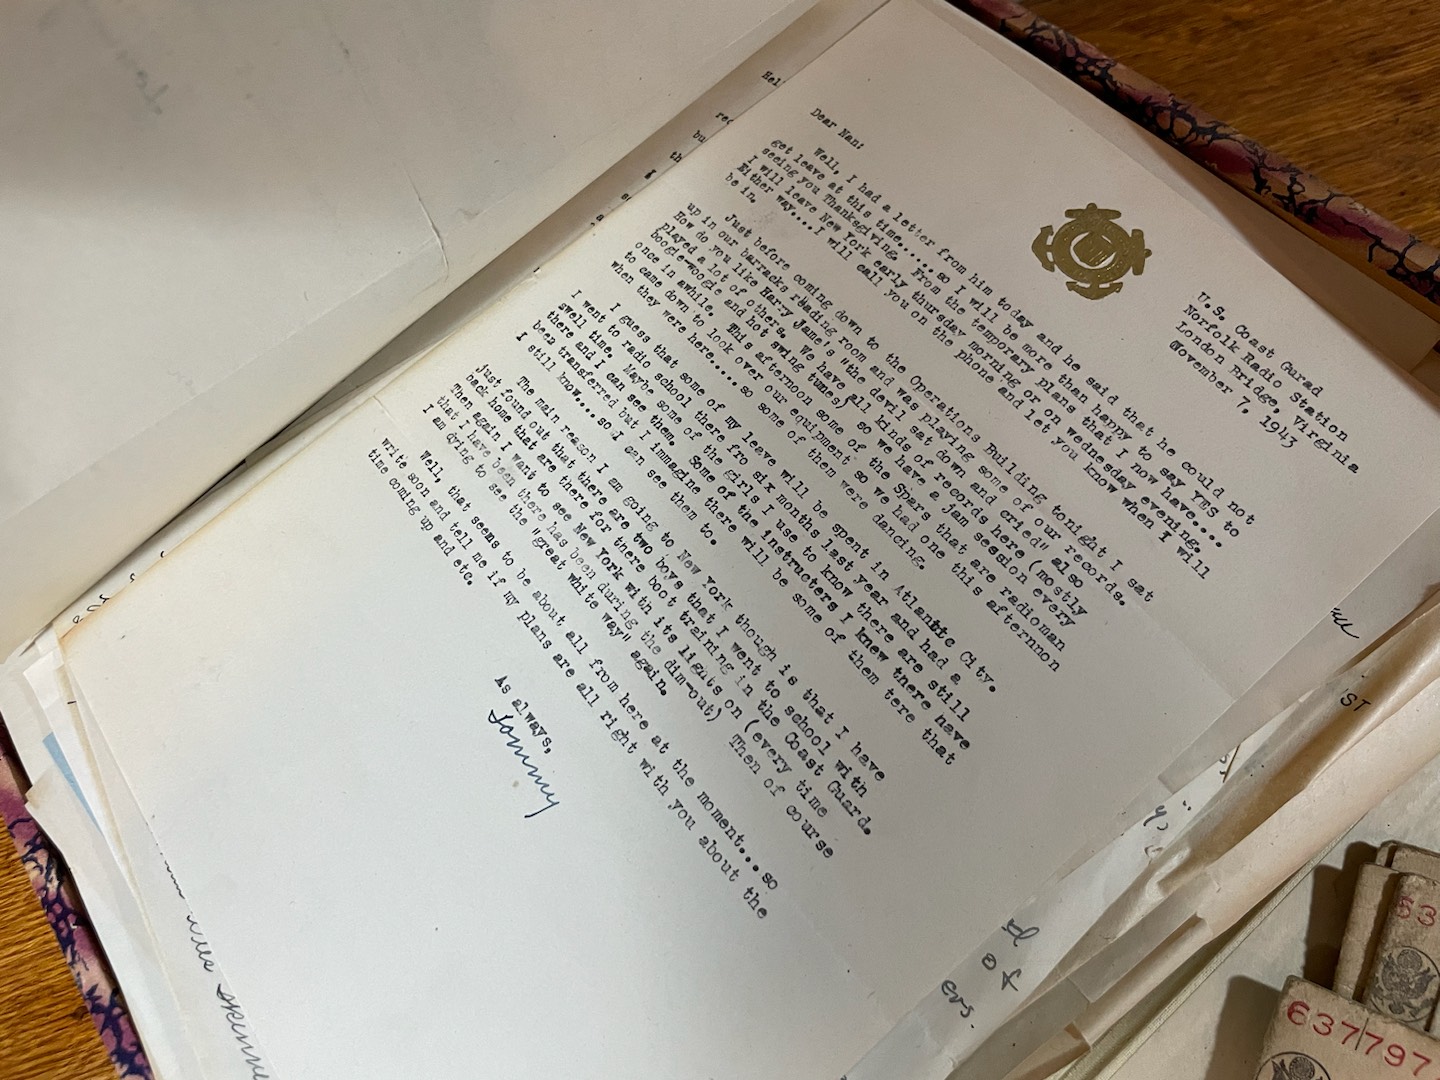 U.S. Coast Gurad
Norfolk Radio Station
London Bridge, Virginia
November 7, 1943
Dear Nan:
Well, I had a letter from him today and he said that he could not
get leave at this time......so I will be more than happy to say YES to
seeing you Thanksgiving. From the temporary plans that I now have...
I will leave New York early thursday morning or on wednesday evening.
Either way....I will call you on the phone and let you know when I will
be in.
Just before coming down to the Operations Building tonight I sat
up in our barracks reading room and was playing some of our records.
How do you like Harry Jame's "the devil sat down and cried" also
played a lot of others. We have all kinds of records here (mostly
boogie-woogie and hot swing tunes) so we have a jam session every
once in awhile. This afternoon some of the Spars that are radioman
to came down to look over our equipment so we had one this afternnon
when they were here......so some of them were dancing.
I guess that some of my leave will be spent in Atlantic City.
I went to radio school there fro six months last year and had a
swell time. Maybe some of the girls I use to know there are still
there and I can see them. Some of the instructers I knew there have
been transferred but I immagine there will be some of them tere that
I still know....so I can see them to.
The main reason I am going to New York though is that I have
just found out that there are two boys that I went to school with
back home that are there for there boot training in the Coast Guard.
Then again I want to see New York with its lights on (every time
that I have been there has been during the dim-out) Then of course
I am dying to see the "great white way" again.
Well, that seems to be about all from here at the moment....so
write soon and tell me if my plans are all right with you about the
time coming up and etc.
As always,
Tommy
ST
of
ers.
63
637797